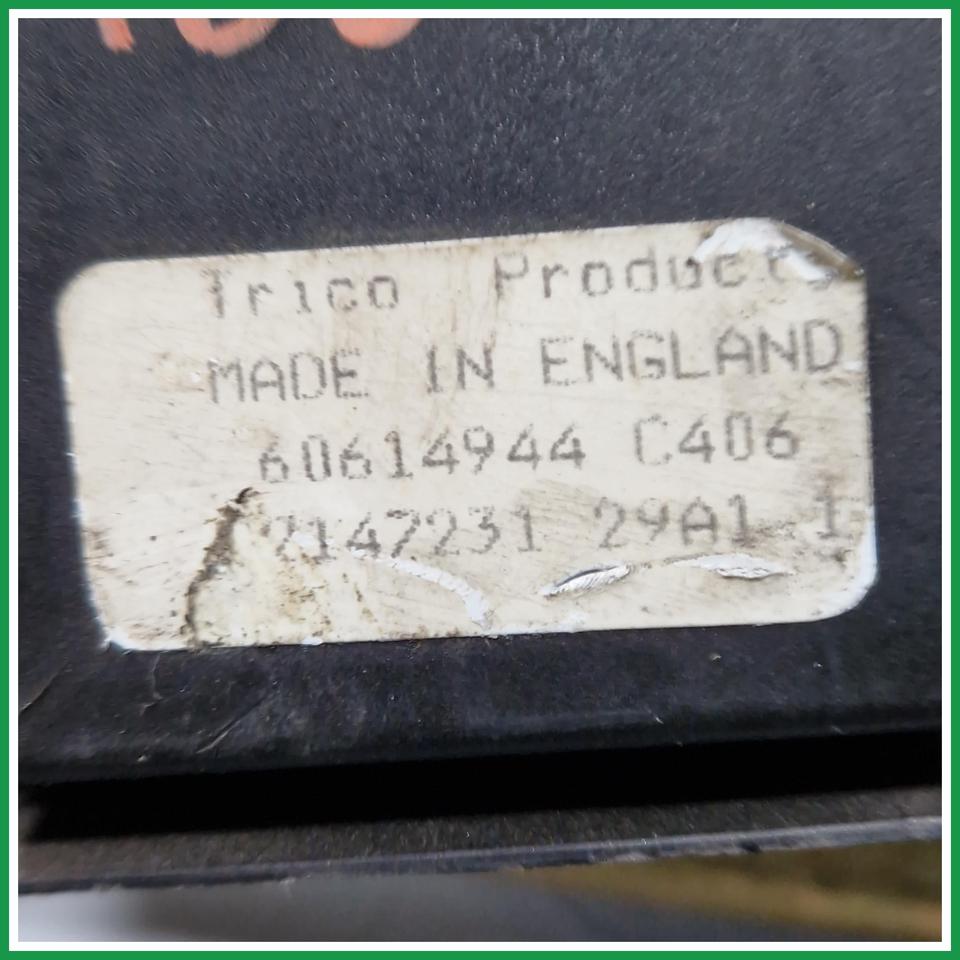 Trico Products
MADE IN ENGLAND
60614944 C406
2147231 29A1 1